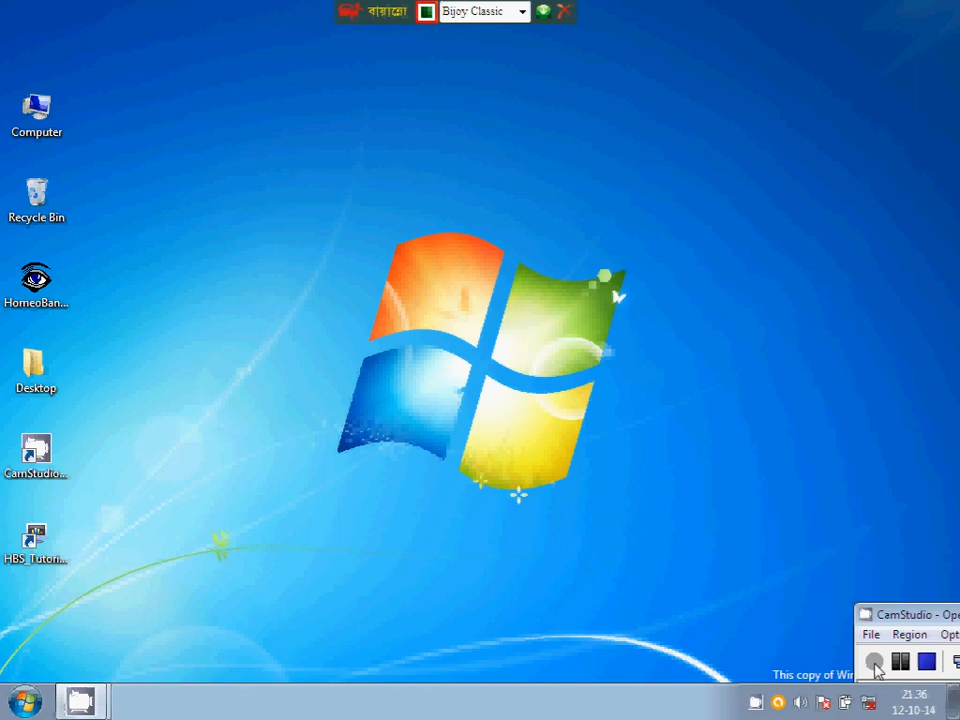 বায়ান্নো Bijoy Classic
Computer
Recycle Bin
HomeoBan...
Desktop
CamStudio...
HBS_Tutori...
CamStudio - Ope
File Region Opt
This copy of Wir
21:36
12-10-14